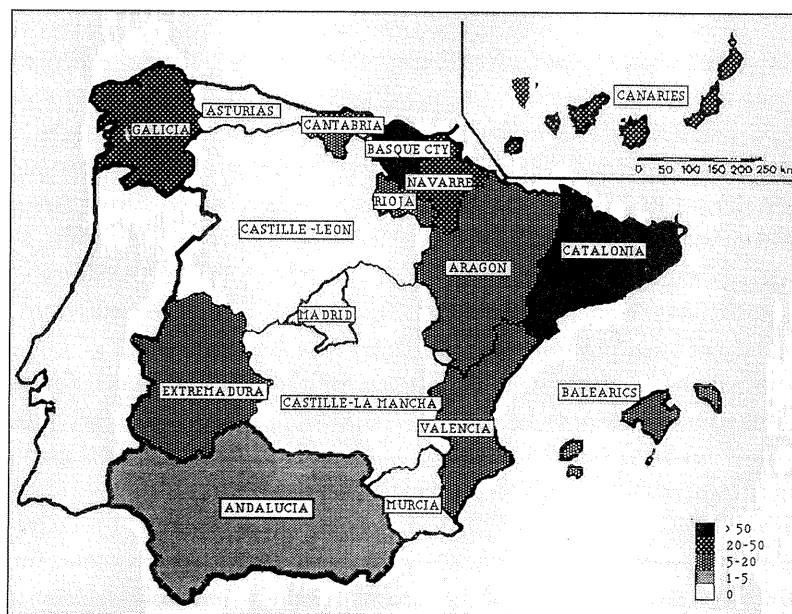 CANARIES
0 50 100 150 200 250 km
ASTURIAS
CANTABRIA
GALICIA
BASQUE CTY
NAVARRE
RIOJA
CASTILLE-LEON
CATALONIA
ARAGON
MADRID
EXTREMADURA
CASTILLE-LA MANCHA
BALEARICS
VALENCIA
ANDALUCIA
MURCIA
> 50
20-50
5-20
1-5
0